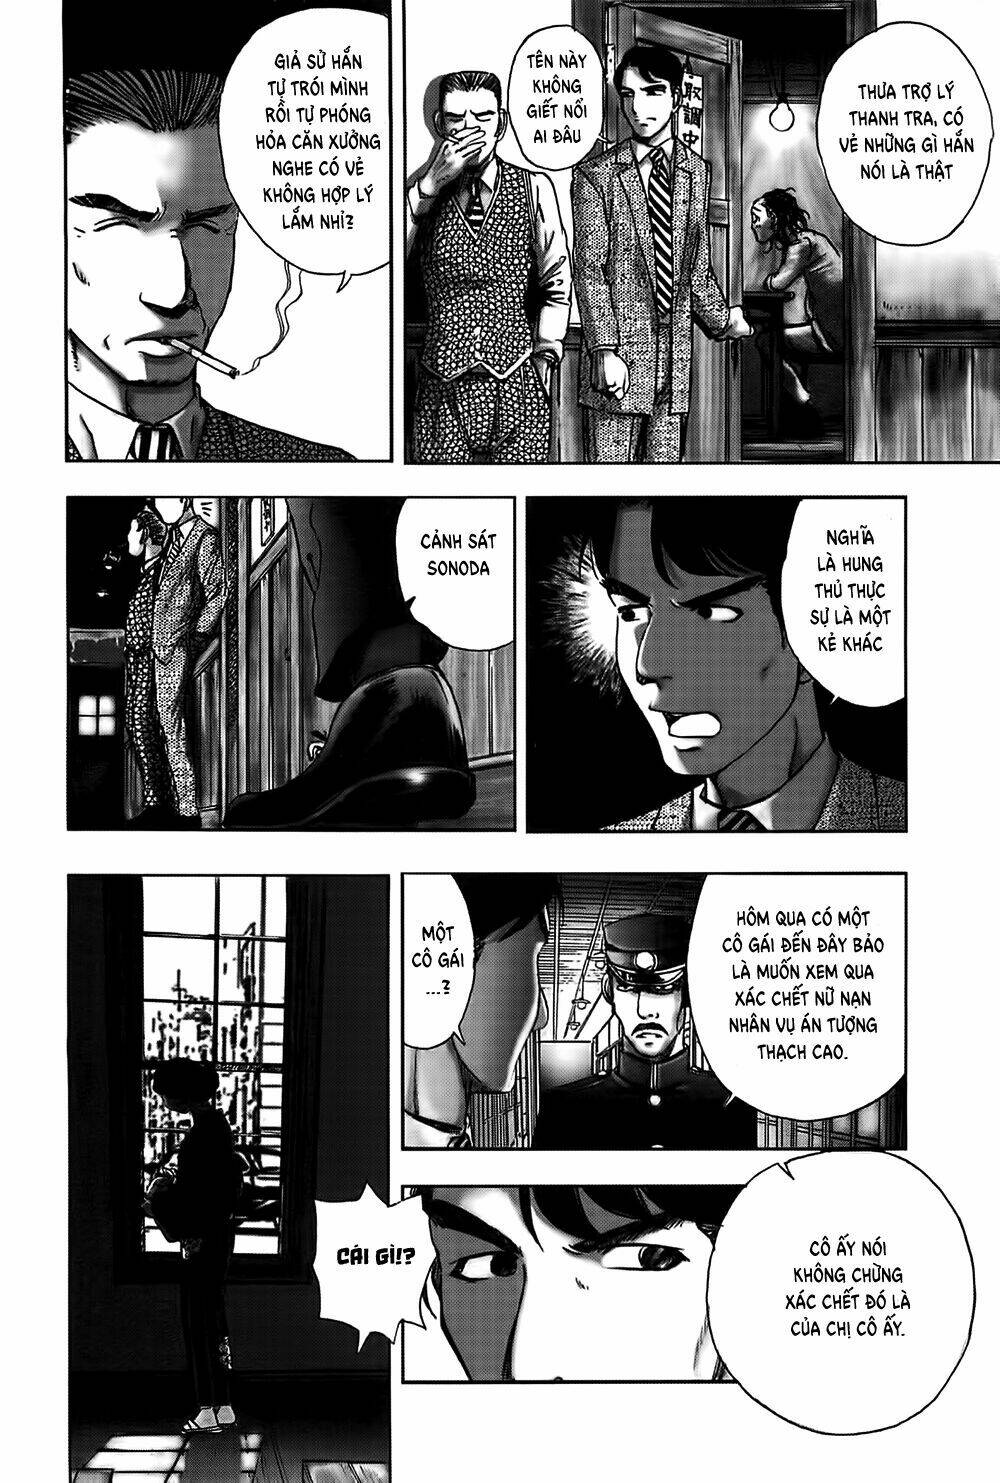 THƯA TRỢ LÝ
THANH TRA, CÓ
VẺ NHỮNG GÌ HẮN
NÓI LÀ THẬT
取調中
TÊN NÀY
KHÔNG
GIẾT NỔI
AI ĐÂU
GIẢ SỬ HẮN
TỰ TRÓI MÌNH
RỒI TỰ PHÓNG
HỎA CĂN XƯỞNG
NGHE CÓ VẺ
KHÔNG HỢP LÝ
LẮM NHỈ?
NGHĨA
LÀ HUNG
THỦ THỰC
SỰ LÀ MỘT
KẺ KHÁC
CẢNH SÁT
SONODA
HÔM QUA CÓ MỘT
CÔ GÁI ĐẾN ĐÂY BẢO
LÀ MUỐN XEM QUA
XÁC CHẾT NỮ NẠN
NHÂN VỤ ÁN TƯỢNG
THẠCH CAO.
MỘT
CÔ GÁI
...?
CÔ ẤY NÓI
KHÔNG CHỪNG
XÁC CHẾT ĐÓ LÀ
CỦA CHỊ CÔ ẤY.
CÁI GÌ!?